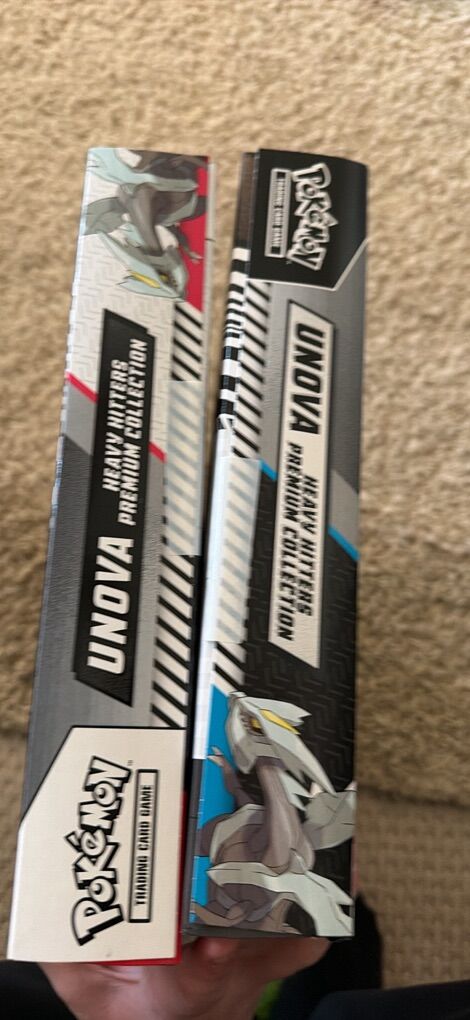 UNOVA
HEAVY HITTERS
PREMIUM COLLECTION
POKéMON
TRADING CARD GAME
POKéMON
TRADING CARD GAME
UNOVA
HEAVY HITTERS
PREMIUM COLLECTION